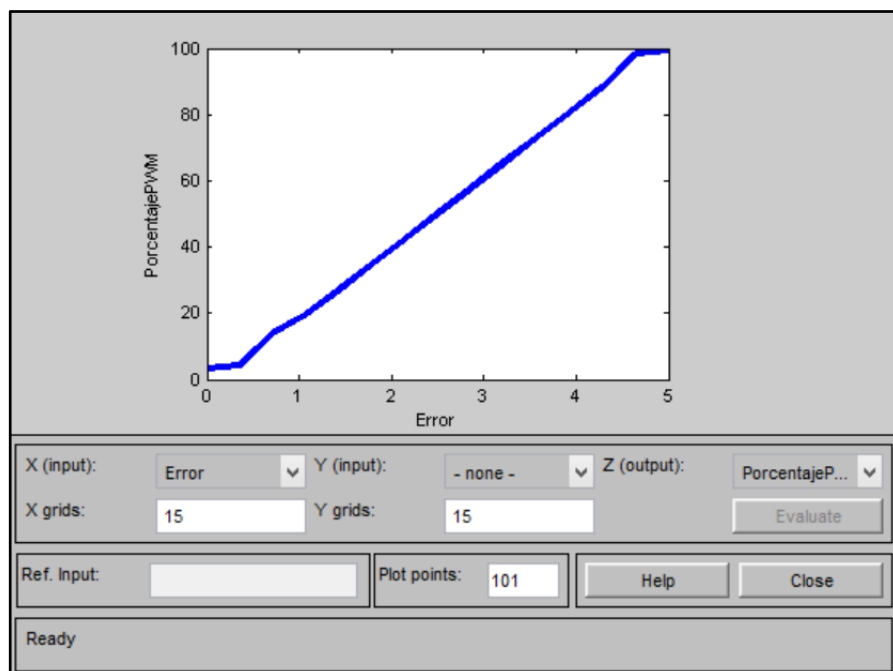 100
80
60
40
20
0
PorcentajePWM
0 1 2 3 4 5
Error
X (input): Error Y (input): - none - Z (output): PorcentajeP...
X grids: 15 Y grids: 15 Evaluate
Ref. Input: Plot points: 101 Help Close
Ready